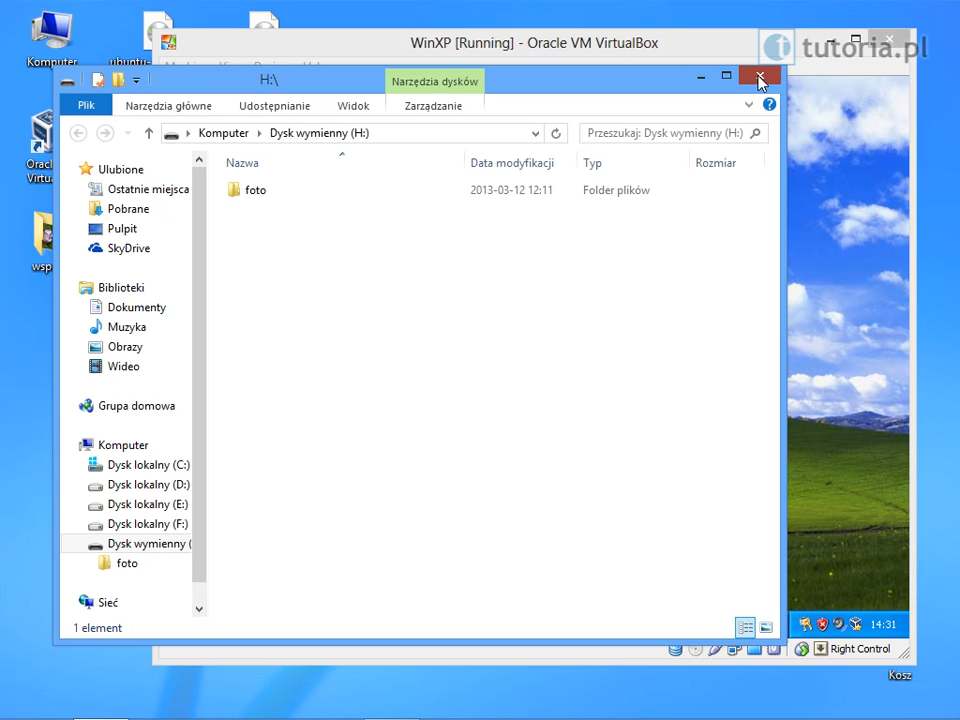 Komputer
ubuntu-
WinXP [Running] - Oracle VM VirtualBox
tutoria.pl
H:\
Narzędzia dysków
Plik
Narzędzia główne
Udostępnianie
Widok
Zarządzanie
Komputer
Dysk wymienny (H:)
Przeszukaj: Dysk wymienny (H:)
Oracl
Virtua
wsp
Ulubione
Ostatnie miejsca
Pobrane
Pulpit
SkyDrive
Biblioteki
Dokumenty
Muzyka
Obrazy
Wideo
Grupa domowa
Komputer
Dysk lokalny (C:)
Dysk lokalny (D:)
Dysk lokalny (E:)
Dysk lokalny (F:)
Dysk wymienny (
foto
Sieć
Nazwa
Data modyfikacji
Typ
Rozmiar
foto
2013-03-12 12:11
Folder plików
1 element
14:31
Right Control
Kosz